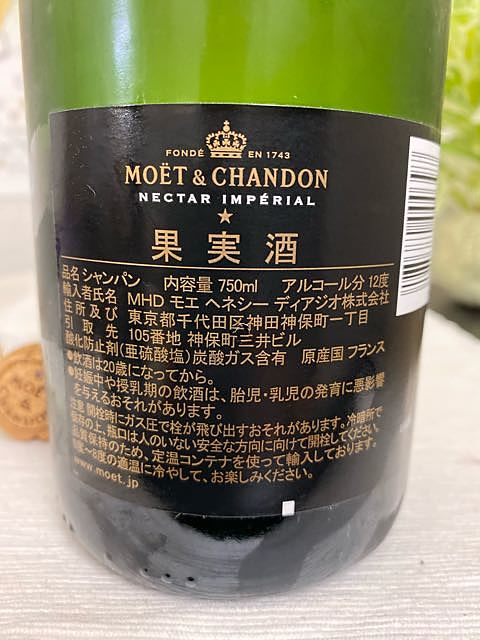 FONDÉ EN 1743
MOËT & CHANDON
NECTAR IMPÉRIAL
果実酒
品名 シャンパン 内容量 750ml アルコール分 12度
輸入者氏名 MHD モエ ヘネシー ディアジオ株式会社
住所及び 東京都千代田区神田神保町一丁目
引取先 105番地 神保町三井ビル
酸化防止剤(亜硫酸塩)炭酸ガス含有 原産国 フランス
●飲酒は20歳になってから。
●妊娠中や授乳期の飲酒は、胎児・乳児の発育に悪影響
を与えるおそれがあります。
注意 開栓時にガス圧で栓が飛び出すおそれがあります。冷暗所で
保存の上、瓶口は人のいない安全な方向に向けて開栓してください。
品質保持のため、定温コンテナを使って輸入しております。
度〜8度の適温に冷やして、お楽しみください。
www.moet.jp